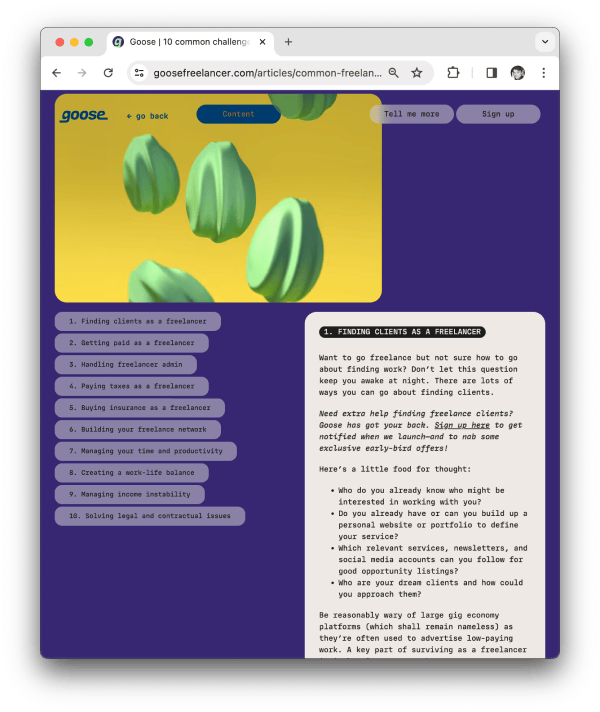 Goose | 10 common challenge
goosefreelancer.com/articles/common-freelan...
goose
← go back
Content
Tell me more
Sign up
1. Finding clients as a freelancer
2. Getting paid as a freelancer
3. Handling freelancer admin
4. Paying taxes as a freelancer
5. Buying insurance as a freelancer
6. Building your freelance network
7. Managing your time and productivity
8. Creating a work-life balance
9. Managing income instability
10. Solving legal and contractual issues
1. FINDING CLIENTS AS A FREELANCER
Want to go freelance but not sure how to go
about finding work? Don’t let this question
keep you awake at night. There are lots of
ways you can go about finding clients.
Need extra help finding freelance clients?
Goose has got your back. Sign up here to get
notified when we launch—and to nab some
exclusive early-bird offers!
Here’s a little food for thought:
• Who do you already know who might be
interested in working with you?
• Do you already have or can you build up a
personal website or portfolio to define
your service?
• Which relevant services, newsletters, and
social media accounts can you follow for
good opportunity listings?
• Who are your dream clients and how could
you approach them?
Be reasonably wary of large gig economy
platforms (which shall remain nameless) as
they’re often used to advertise low-paying
work. A key part of surviving as a freelancer